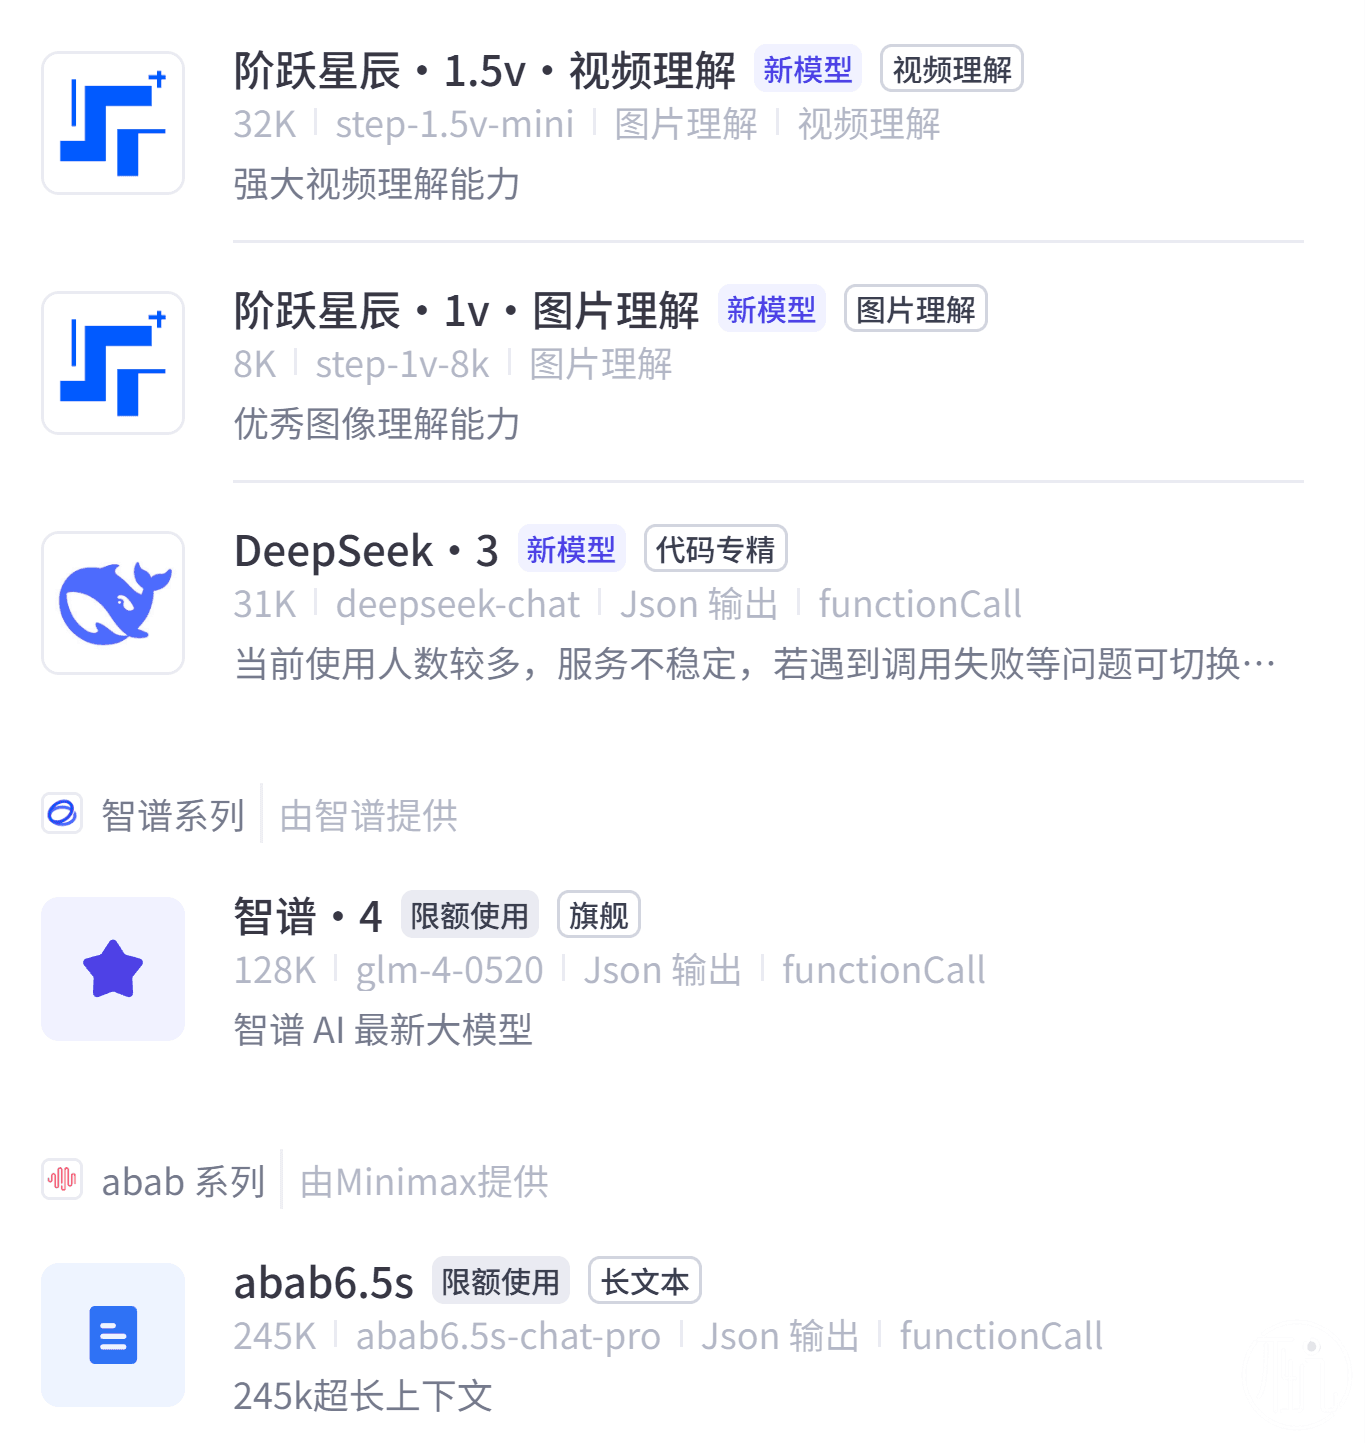 阶跃星辰・1.5v・视频理解 新模型 视频理解
32K | step-1.5v-mini | 图片理解 | 视频理解
强大视频理解能力
阶跃星辰・1v・图片理解 新模型 图片理解
8K | step-1v-8k | 图片理解
优秀图像理解能力
DeepSeek・3 新模型 代码专精
31K | deepseek-chat | Json 输出 | functionCall
当前使用人数较多，服务不稳定，若遇到调用失败等问题可切换…
智谱系列 | 由智谱提供
智谱・4 限额使用 旗舰
128K | glm-4-0520 | Json 输出 | functionCall
智谱 AI 最新大模型
abab 系列 | 由Minimax提供
abab6.5s 限额使用 长文本
245K | abab6.5s-chat-pro | Json 输出 | functionCall
245k超长上下文